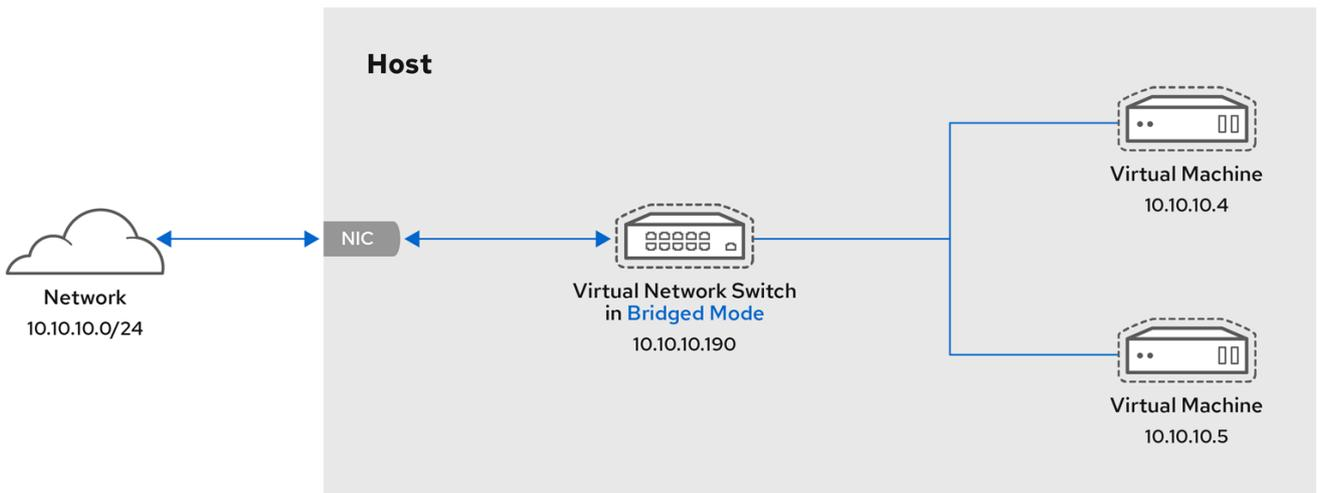 Host
NIC
Network
10.10.10.0/24
Virtual Network Switch
in Bridged Mode
10.10.10.190
Virtual Machine
10.10.10.4
Virtual Machine
10.10.10.5